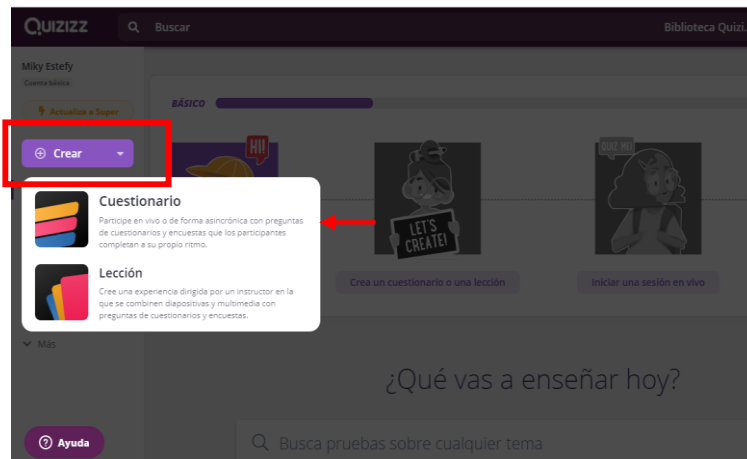 QUIZIZZ
Buscar
Biblioteca Quizi
Miky Estefy
Cuenta básica
Actualice a Super
BÁSICO
Crear
HI!
QUIZ ME!
LET'S
CREATE!
Cuestionario
Participe en vivo o de forma asincrónica con preguntas
de cuestionarios y encuestas que los participantes
completan a su propio ritmo.
Lección
Cree una experiencia dirigida por un instructor en la
que se combinen diapositivas y multimedia con
preguntas de cuestionarios y encuestas.
Crea un cuestionario o una lección
Iniciar una sesión en vivo
Más
¿Qué vas a enseñar hoy?
Ayuda
Busca pruebas sobre cualquier tema